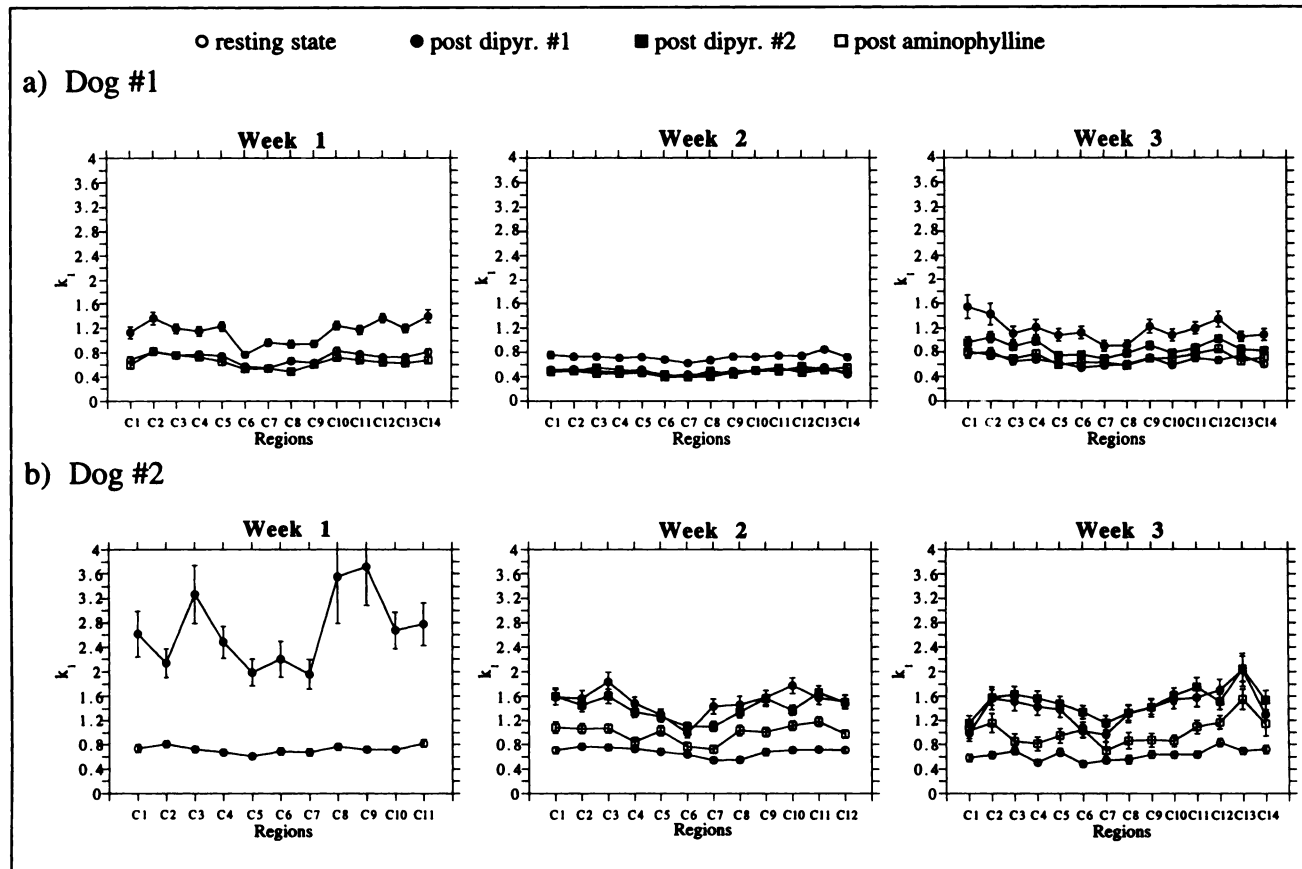 resting state post dipyr. #1 post dipyr. #2 post aminophylline
a) Dog #1
Week 1 Week 2 Week 3
4 4 4
3.6 3.6 3.6
3.2 3.2 3.2
2.8 2.8 2.8
2.4 2.4 2.4
k1 2 k1 2 k1 2
1.6 1.6 1.6
1.2 1.2 1.2
0.8 0.8 0.8
0.4 0.4 0.4
0 0 0
C1 C2 C3 C4 C5 C6 C7 C8 C9 C10 C11 C12 C13 C14 C1 C2 C3 C4 C5 C6 C7 C8 C9 C10 C11 C12 C13 C14 C1 C2 C3 C4 C5 C6 C7 C8 C9 C10 C11 C12 C13 C14
Regions Regions Regions
b) Dog #2
Week 1 Week 2 Week 3
4 4 4
3.6 3.6 3.6
3.2 3.2 3.2
2.8 2.8 2.8
2.4 2.4 2.4
k1 2 k1 2 k1 2
1.6 1.6 1.6
1.2 1.2 1.2
0.8 0.8 0.8
0.4 0.4 0.4
0 0 0
C1 C2 C3 C4 C5 C6 C7 C8 C9 C10 C11 C1 C2 C3 C4 C5 C6 C7 C8 C9 C10 C11 C12 C1 C2 C3 C4 C5 C6 C7 C8 C9 C10 C11 C12 C13 C14
Regions Regions Regions